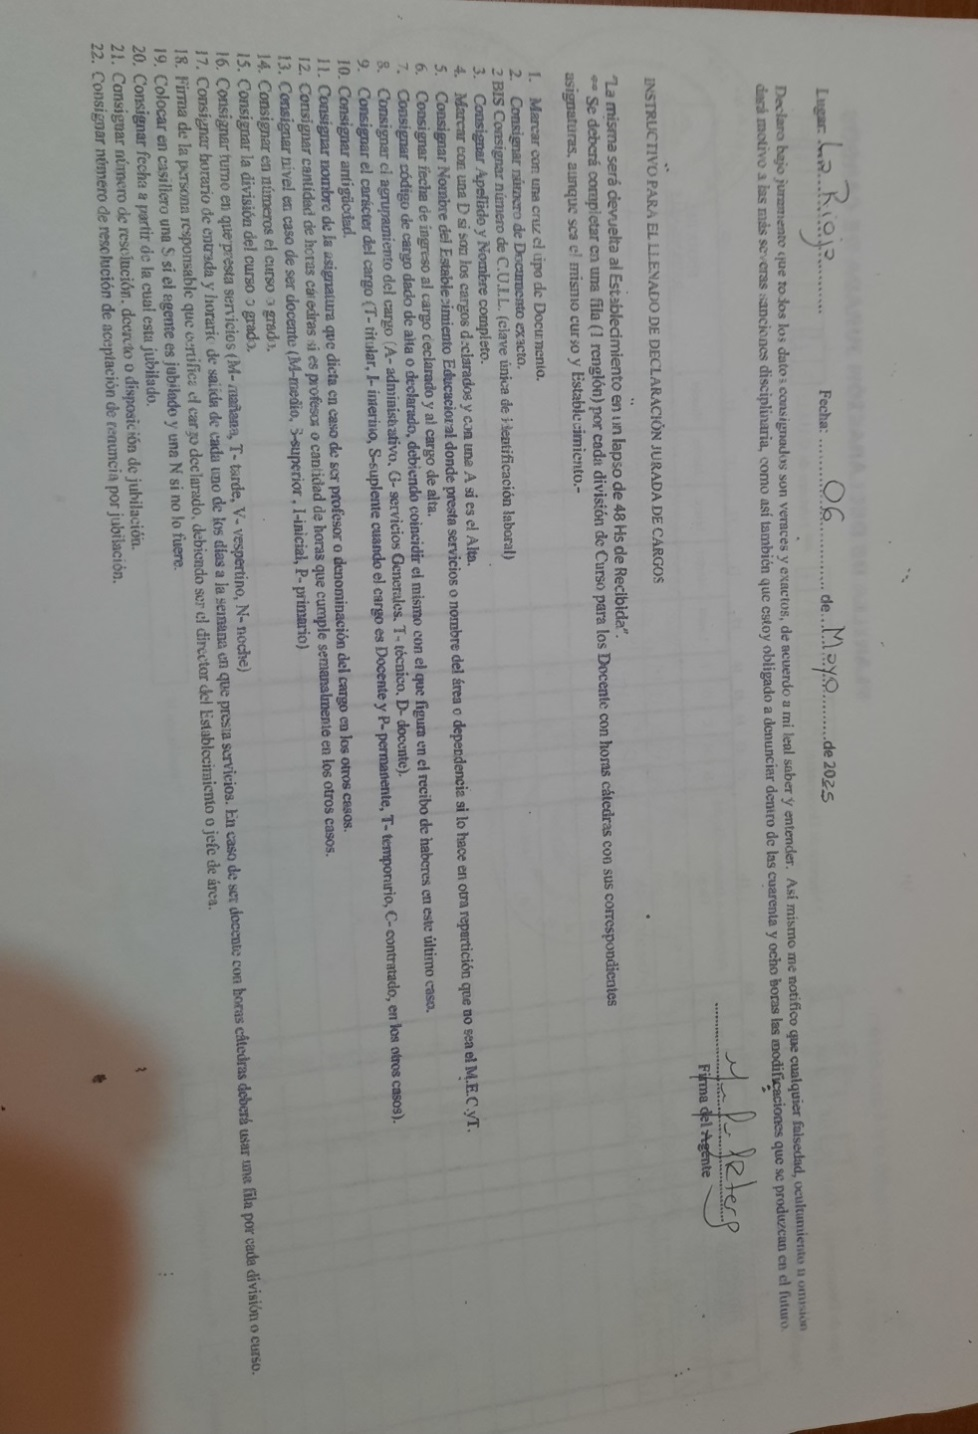 Lugar: La Rioja Fecha: 06 de Mayo de 2025
Declaro bajo juramento que todos los datos consignados son veraces y exactos, de acuerdo a mi leal saber y entender. Así mismo me notifico que cualquier falsedad, ocultamiento u omisión
dará motivo a las más severas sanciones disciplinaria, como así también que estoy obligado a denunciar dentro de las cuarenta y ocho horas las modificaciones que se produzcan en el futuro.
Firma del Agente
INSTRUCTIVO PARA EL LLENADO DE DECLARACIÓN JURADA DE CARGOS
"La misma será devuelta al Establecimiento en un lapso de 48 Hs de Recibida".
** Se deberá completar en una fila (1 renglón) por cada división de Curso para los Docente con horas cátedras con sus correspondientes
asignaturas, aunque sea el mismo curso y Establecimiento.-
1. Marcar con una cruz el tipo de Documento.
2. Consignar número de Documento exacto.
2 BIS Consignar número de C.U.I.L. (clave única de identificación laboral)
3. Consignar Apellido y Nombre completo.
4. Marcar con una D si son los cargos declarados y con una A si es el Alta.
5. Consignar Nombre del Establecimiento Educacional donde presta servicios o nombre del área o dependencia si lo hace en otra repartición que no sea el M.E.C.yT.
6. Consignar fecha de ingreso al cargo declarado y al cargo de alta.
7. Consignar código de cargo dado de alta o declarado, debiendo coincidir el mismo con el que figura en el recibo de haberes en este último caso.
8. Consignar el agrupamiento del cargo (A- administrativo, G- servicios Generales, T- técnico, D- docente).
9. Consignar el carácter del cargo (T- titular, I- interino, S-suplente cuando el cargo es Docente y P- permanente, T- temporario, C- contratado, en los otros casos).
10. Consignar antigüedad.
11. Consignar nombre de la asignatura que dicta en caso de ser profesor o denominación del cargo en los otros casos.
12. Consignar cantidad de horas cátedras si es profesor o cantidad de horas que cumple semanalmente en los otros casos.
13. Consignar nivel en caso de ser docente (M-medio, S-superior , I-inicial, P- primario)
14. Consignar en números el curso o grado.
15. Consignar la división del curso o grado.
16. Consignar turno en que presta servicios (M- mañana, T- tarde, V- vespertino, N- noche)
17. Consignar horario de entrada y horario de salida de cada uno de los días a la semana en que presta servicios. En caso de ser docente con horas cátedras deberá usar una fila por cada división o curso.
18. Firma de la persona responsable que certifica el cargo declarado, debiendo ser el director del Establecimiento o jefe de área.
19. Colocar en casillero una S si el agente es jubilado y una N si no lo fuere.
20. Consignar fecha a partir de la cual está jubilado.
21. Consignar número de resolución, decreto o disposición de jubilación.
22. Consignar número de resolución de aceptación de renuncia por jubilación.